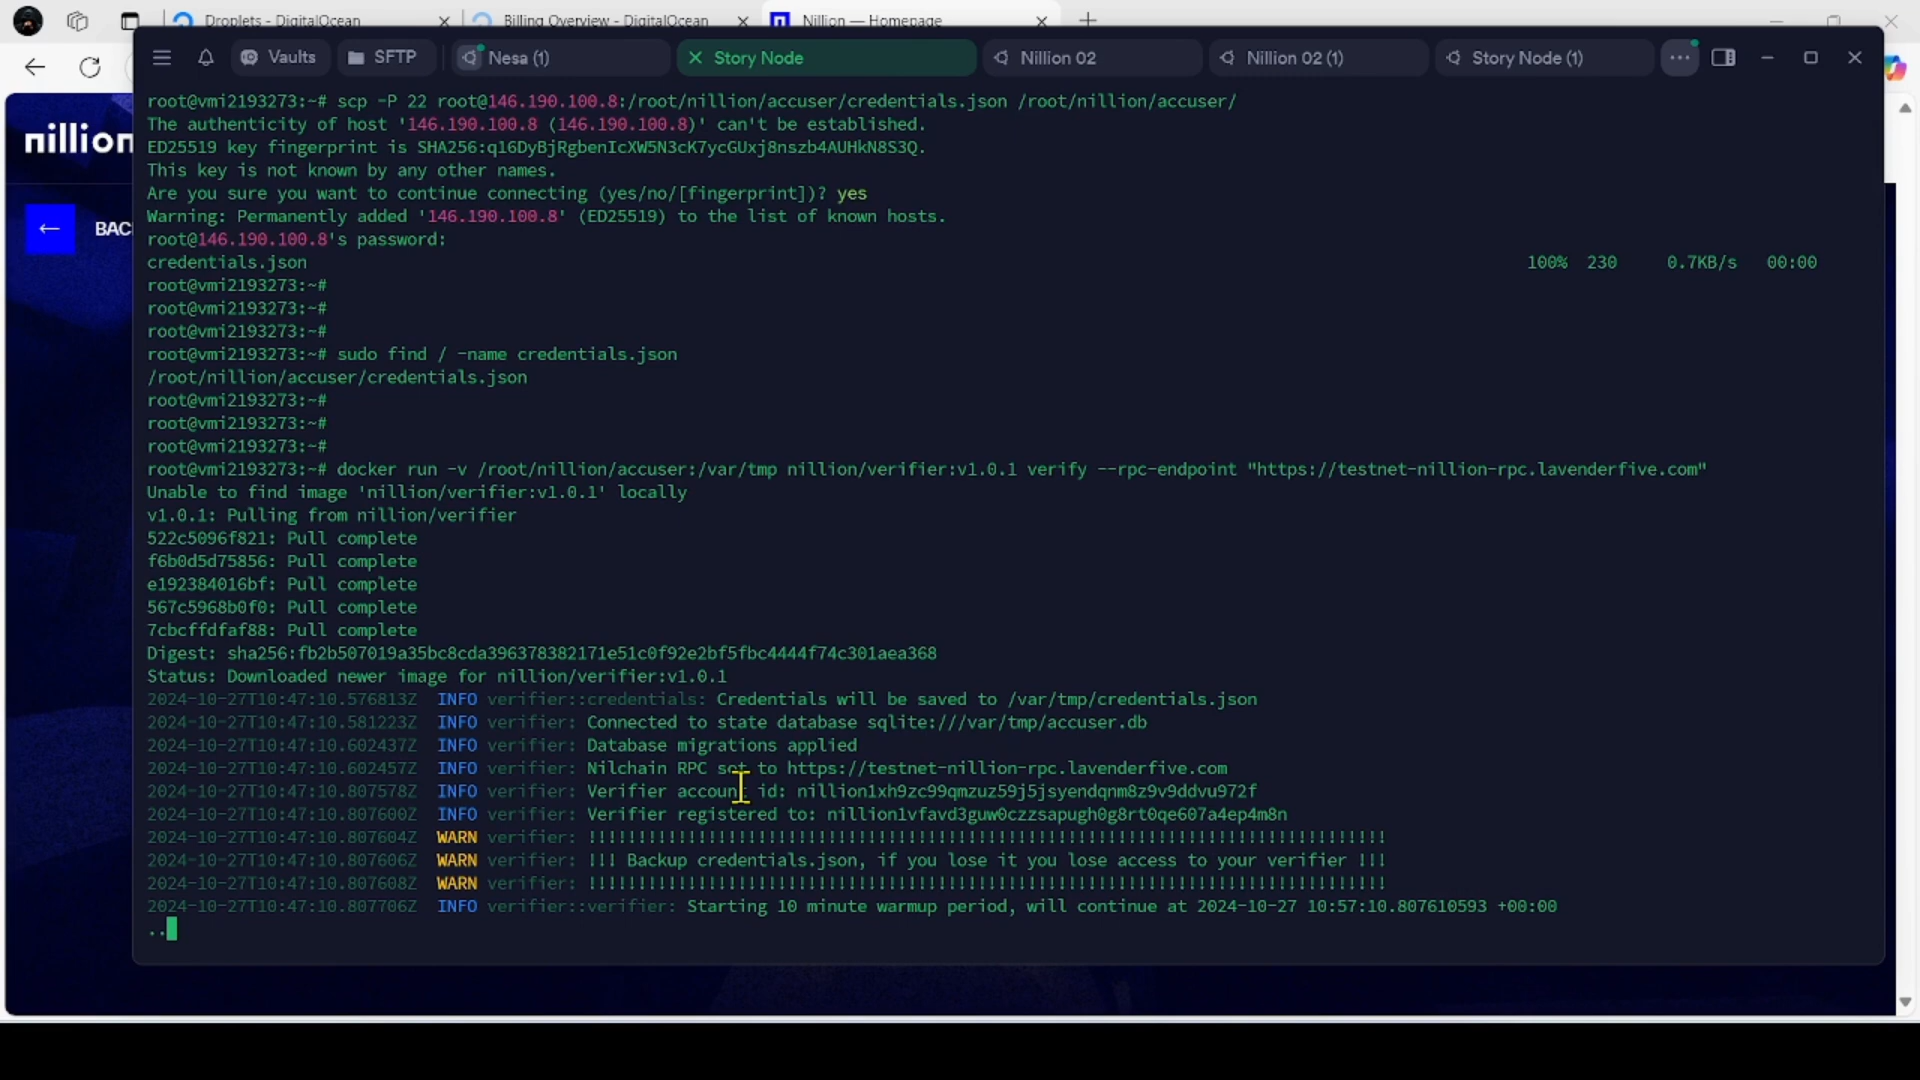 Droplets - DigitalOcean
Billing Overview - DigitalOcean
Nillion — Homepage
Vaults
SFTP
Nesa (1)
Story Node
Nillion 02
Nillion 02 (1)
Story Node (1)
nillion
BAC
root@vmi2193273:~# scp -P 22 root@146.190.100.8:/root/nillion/accuser/credentials.json /root/nillion/accuser/
The authenticity of host '146.190.100.8 (146.190.100.8)' can't be established.
ED25519 key fingerprint is SHA256:q16DyBjRgbenIcXW5N3cK7ycGUxj8nszb4AUHkN8S3Q.
This key is not known by any other names.
Are you sure you want to continue connecting (yes/no/[fingerprint])? yes
Warning: Permanently added '146.190.100.8' (ED25519) to the list of known hosts.
root@146.190.100.8's password:
credentials.json 100% 230 0.7KB/s 00:00
root@vmi2193273:~#
root@vmi2193273:~#
root@vmi2193273:~#
root@vmi2193273:~# sudo find / -name credentials.json
/root/nillion/accuser/credentials.json
root@vmi2193273:~#
root@vmi2193273:~#
root@vmi2193273:~#
root@vmi2193273:~# docker run -v /root/nillion/accuser:/var/tmp nillion/verifier:v1.0.1 verify --rpc-endpoint "https://testnet-nillion-rpc.lavenderfive.com"
Unable to find image 'nillion/verifier:v1.0.1' locally
v1.0.1: Pulling from nillion/verifier
522c5096f821: Pull complete
f6b0d5d75856: Pull complete
e192384016bf: Pull complete
567c5968b0f0: Pull complete
7cbcffdfaf88: Pull complete
Digest: sha256:fb2b507019a35bc8cda396378382171e51c0f92e2bf5fbc4444f74c301aea368
Status: Downloaded newer image for nillion/verifier:v1.0.1
2024-10-27T10:47:10.576813Z INFO verifier::credentials: Credentials will be saved to /var/tmp/credentials.json
2024-10-27T10:47:10.581223Z INFO verifier: Connected to state database sqlite:///var/tmp/accuser.db
2024-10-27T10:47:10.602437Z INFO verifier: Database migrations applied
2024-10-27T10:47:10.602457Z INFO verifier: Nilchain RPC set to https://testnet-nillion-rpc.lavenderfive.com
2024-10-27T10:47:10.807578Z INFO verifier: Verifier account id: nillion1xh9zc99qmzuz59j5jsyendqnm8z9v9ddvu972f
2024-10-27T10:47:10.807600Z INFO verifier: Verifier registered to: nillion1vfavd3guw0czzsapugh0g8rt0qe607a4ep4m8n
2024-10-27T10:47:10.807604Z WARN verifier: !!!!!!!!!!!!!!!!!!!!!!!!!!!!!!!!!!!!!!!!!!!!!!!!!!!!!!!!!!!!!!!!!!!!!!!!!!!!!!!!
2024-10-27T10:47:10.807606Z WARN verifier: !!! Backup credentials.json, if you lose it you lose access to your verifier !!!
2024-10-27T10:47:10.807608Z WARN verifier: !!!!!!!!!!!!!!!!!!!!!!!!!!!!!!!!!!!!!!!!!!!!!!!!!!!!!!!!!!!!!!!!!!!!!!!!!!!!!!!!
2024-10-27T10:47:10.807706Z INFO verifier::verifier: Starting 10 minute warmup period, will continue at 2024-10-27 10:57:10.807610593 +00:00
..